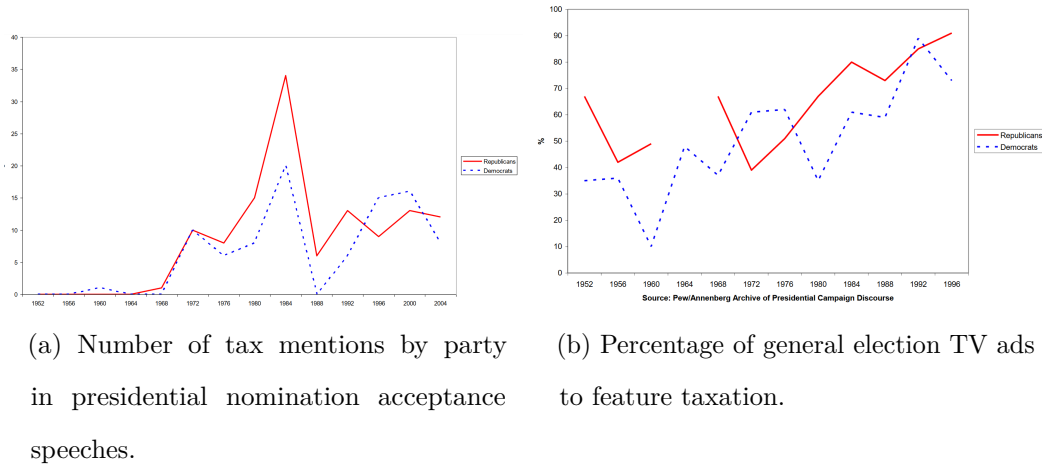 40
35
30
25
20
15
10
5
0
1952 1956 1960 1964 1968 1972 1976 1980 1984 1988 1992 1996 2000 2004
Republicans
Democrats
100
90
80
70
60
50
40
30
20
10
0
%
1952 1956 1960 1964 1968 1972 1976 1980 1984 1988 1992 1996
Source: Pew/Annenberg Archive of Presidential Campaign Discourse
Republicans
Democrats
(a) Number of tax mentions by party
in presidential nomination acceptance
speeches.
(b) Percentage of general election TV ads
to feature taxation.